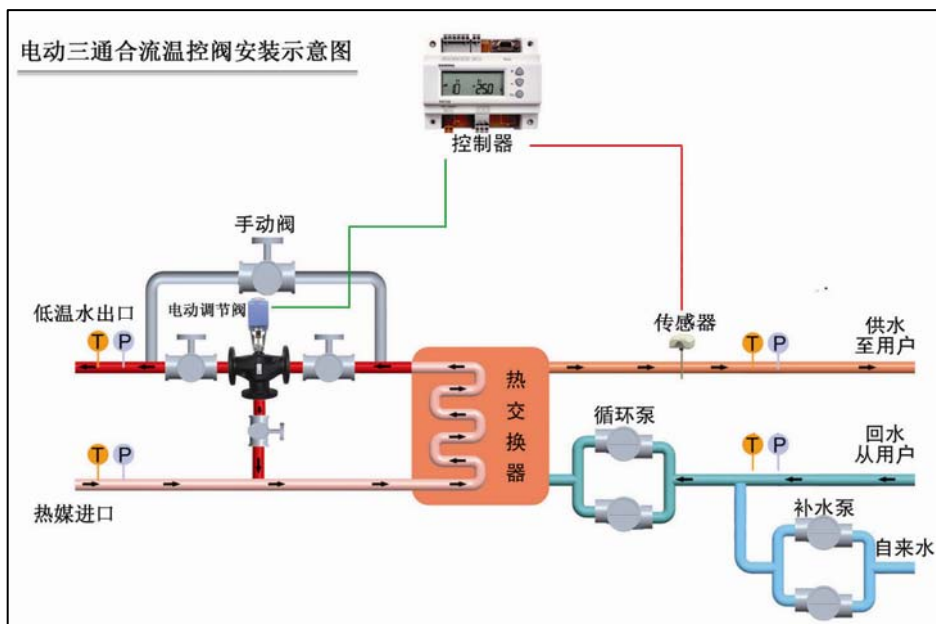 电动三通合流温控阀安装示意图
10 25.0
控制器
手动阀
低温水出口
电动调节阀
传感器
供水
至用户
T P
T P
热交换器
循环泵
回水
从用户
T P
T P
热媒进口
补水泵
自来水